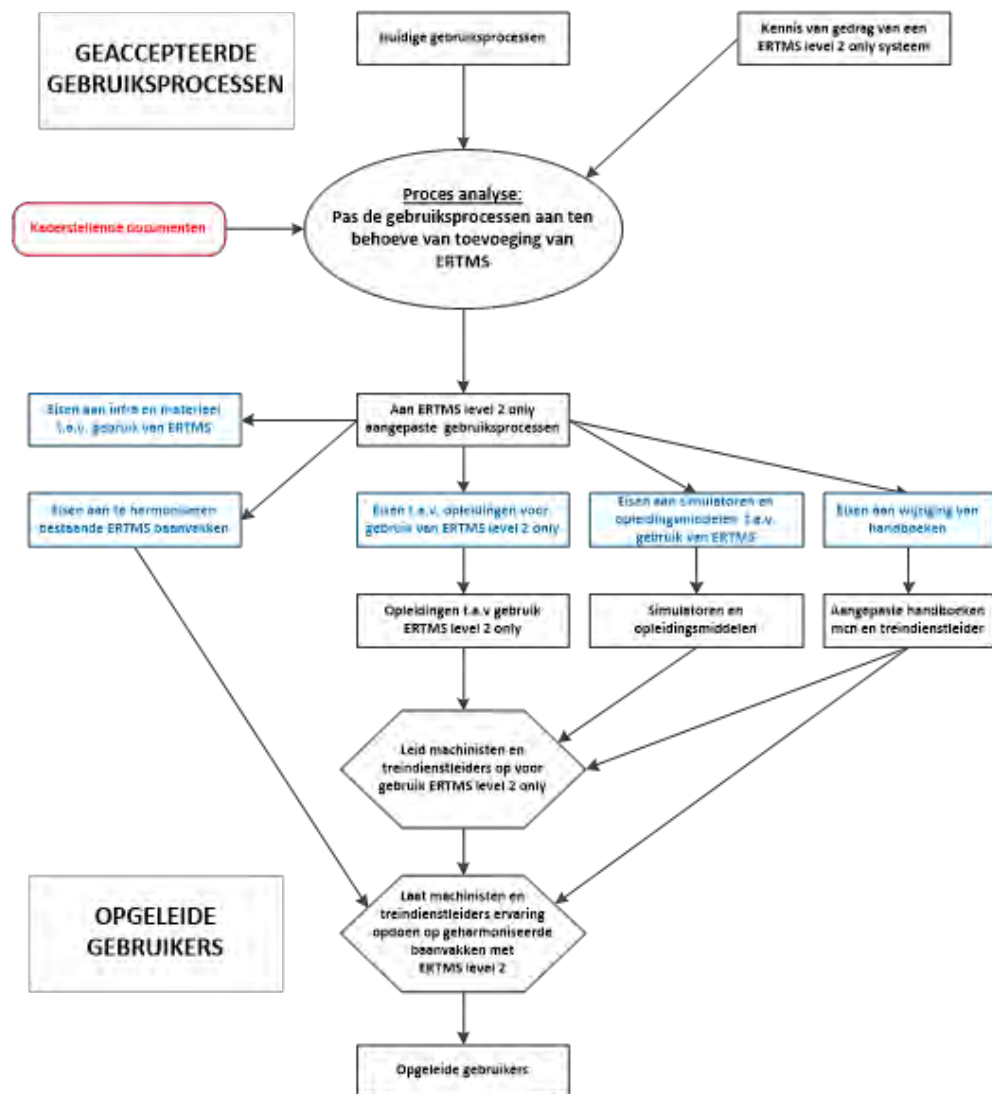 GEACCEPTEERDE
GEBRUIKSPROCESSEN
Huidige gebruiksprocessen
Kennis van gedrag van een
ERTMS level 2 only systeem
Kaderstellende documenten
Proces analyse:
Pas de gebruiksprocessen aan ten
behoeve van toevoeging van
ERTMS
Eisen aan infra en materieel
t.a.v. gebruik van ERTMS
Aan ERTMS level 2 only
aangepaste gebruiksprocessen
Eisen aan te harmoniseren
bestaande ERTMS baanvakken
Eisen t.a.v. opleidingen voor
gebruik van ERTMS level 2 only
Eisen aan simulatoren en
opleidingsmiddelen t.a.v.
gebruik van ERTMS
Eisen aan wijziging van
handboeken
Opleidingen t.a.v gebruik
ERTMS level 2 only
Simulatoren en
opleidingsmiddelen
Aangepaste handboeken
mcn en treindienstleider
Leid machinisten en
treindienstleiders op voor
gebruik ERTMS level 2 only
OPGELEIDE
GEBRUIKERS
Laat machinisten en
treindienstleiders ervaring
opdoen op geharmoniseerde
baanvakken met
ERTMS level 2
Opgeleide gebruikers